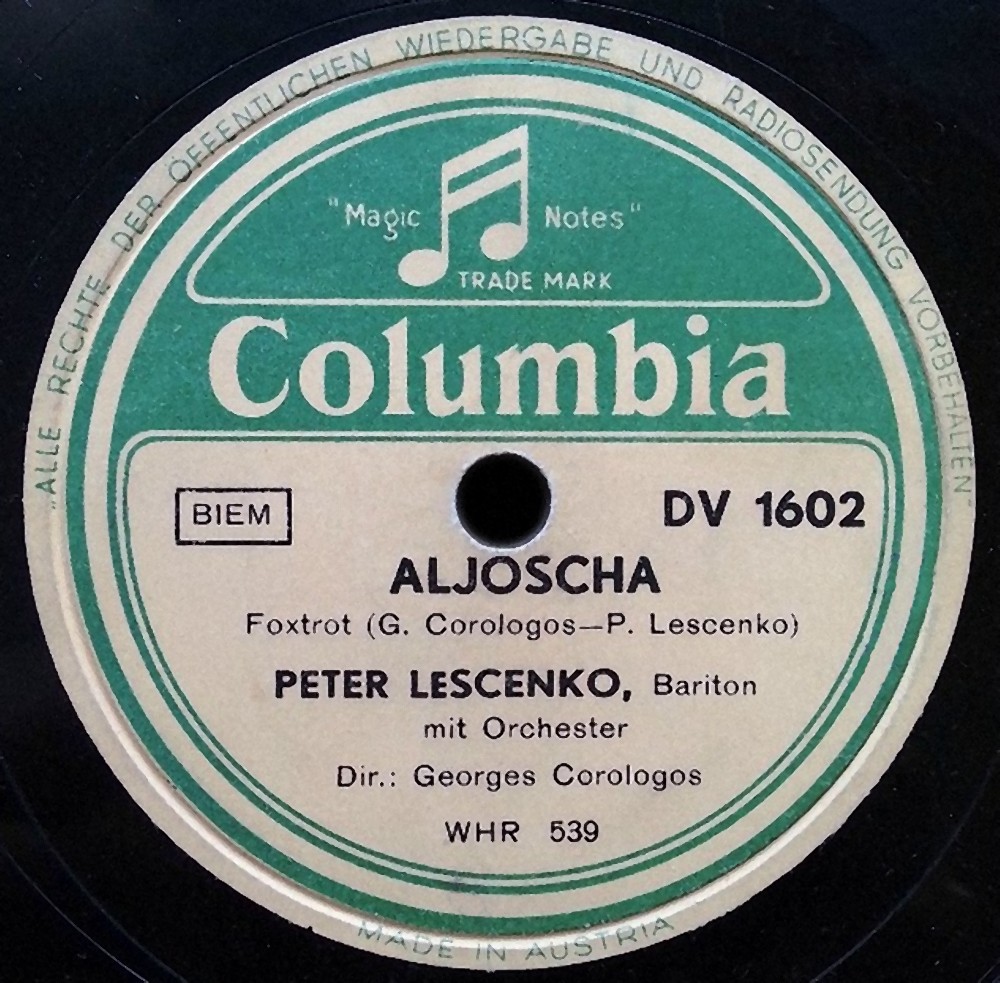 „ALLE RECHTE DER ÖFFENTLICHEN WIEDERGABE UND RADIOSENDUNG VORBEHALTEN"
"Magic Notes"
TRADE MARK
Columbia
BIEM
DV 1602
ALJOSCHA
Foxtrot (G. Corologos—P. Lescenko)
PETER LESCENKO, Bariton
mit Orchester
Dir.: Georges Corologos
WHR 539
MADE IN AUSTRIA